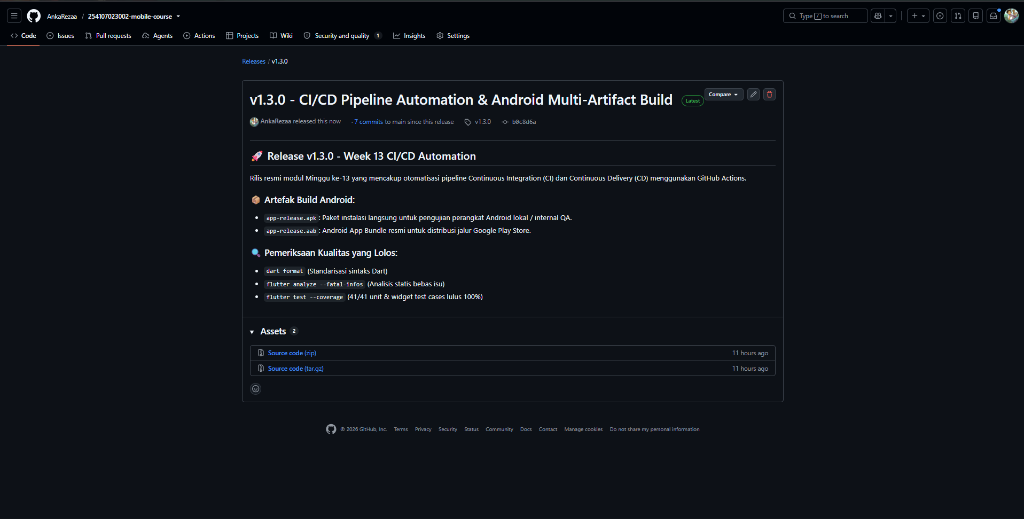 AnkaRezaa / 254107023002-mobile-course
Type / to search
Code Issues Pull requests Agents Actions Projects Wiki Security and quality 1 Insights Settings
Releases / v1.3.0
v1.3.0 - CI/CD Pipeline Automation & Android Multi-Artifact Build Latest Compare
AnkaRezaa released this now · 7 commits to main since this release v1.3.0
🚀 Release v1.3.0 - Week 13 CI/CD Automation
Rilis resmi modul Minggu ke-13 yang mencakup otomatisasi pipeline Continuous Integration (CI) dan Continuous Delivery (CD) menggunakan GitHub Actions.
📦 Artefak Build Android:
• app-release.apk : Paket instalasi langsung untuk pengujian perangkat Android lokal / internal QA.
• app-release.aab : Android App Bundle resmi untuk distribusi jalur Google Play Store.
🔍 Pemeriksaan Kualitas yang Lolos:
• dart format (Standarisasi sintaks Dart)
• flutter analyze --fatal-infos (Analisis statis bebas isu)
• flutter test --coverage (41/41 unit & widget test cases lulus 100%)
Assets 2
Source code (zip) 11 hours ago
Source code (tar.gz) 11 hours ago
© 2026 GitHub, Inc. Terms Privacy Security Status Community Docs Contact Manage cookies Do not share my personal information